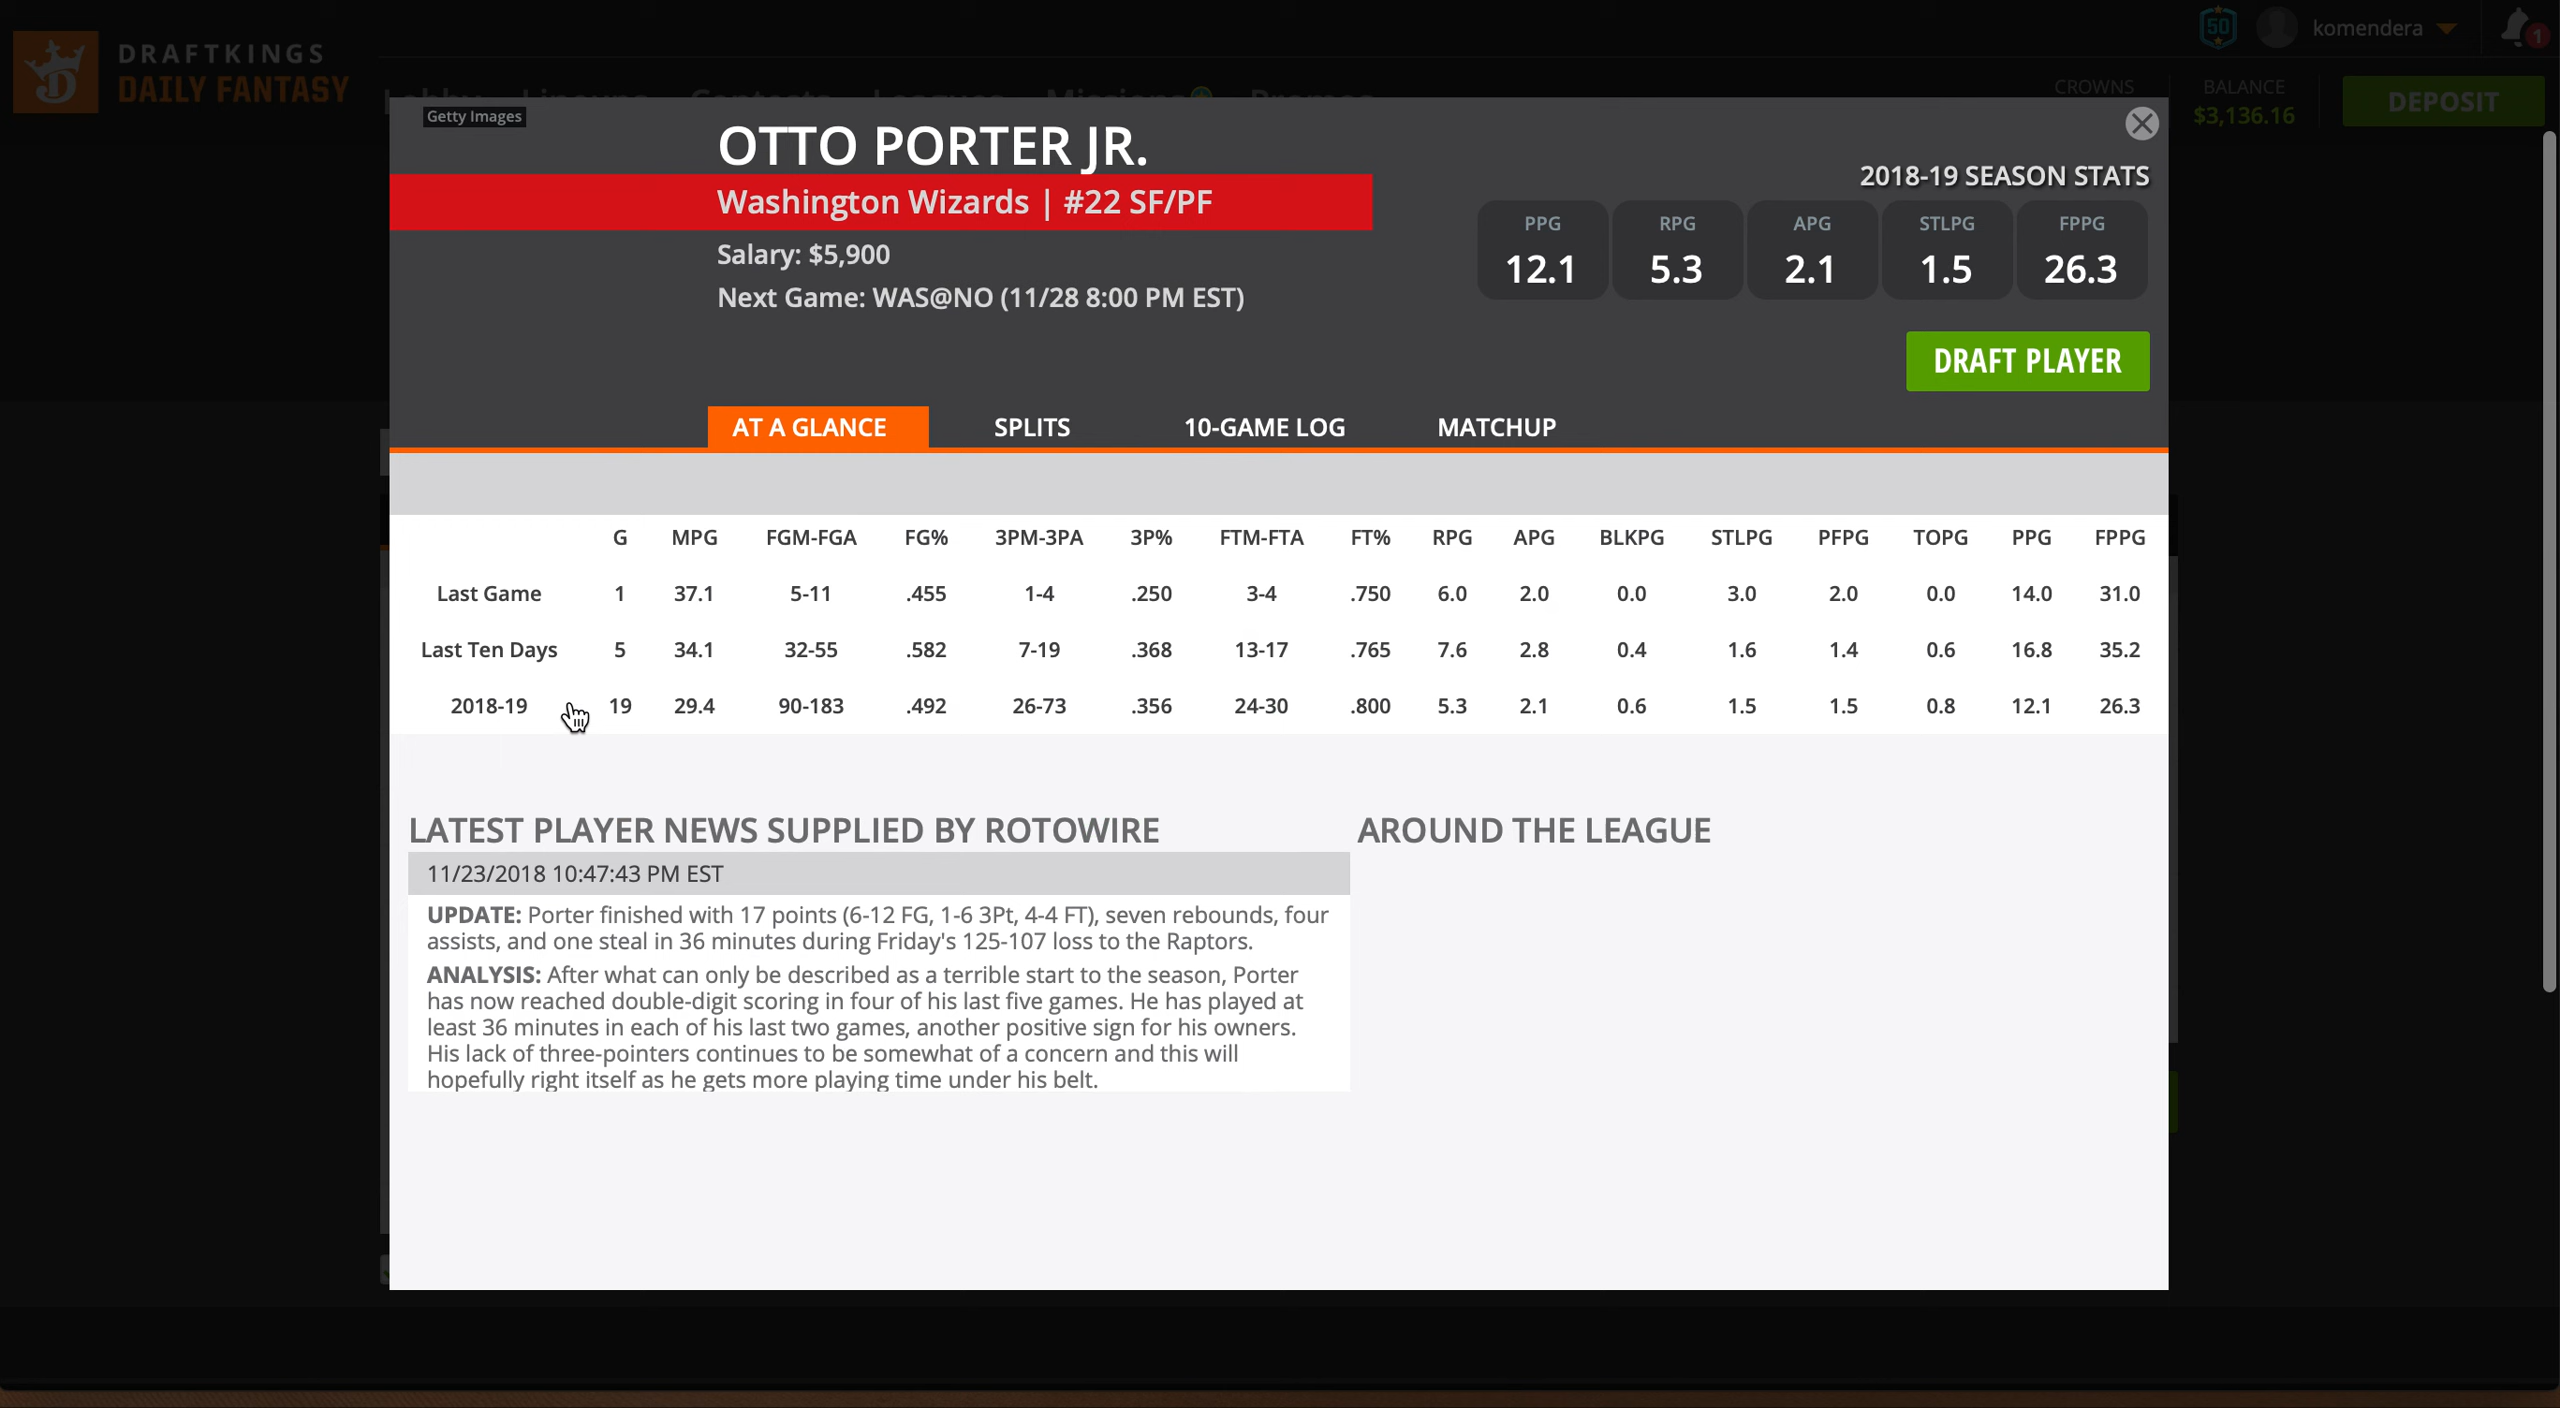 DRAFTKINGS
DAILY FANTASY
50
komendera
1
Lobby Lineups Contests Leagues Missions Promos
CROWNS
BALANCE
$3,136.16
DEPOSIT
Getty Images
OTTO PORTER JR.
Washington Wizards | #22 SF/PF
Salary: $5,900
Next Game: WAS@NO (11/28 8:00 PM EST)
2018-19 SEASON STATS
PPG RPG APG STLPG FPPG
12.1 5.3 2.1 1.5 26.3
DRAFT PLAYER
AT A GLANCE SPLITS 10-GAME LOG MATCHUP
G MPG FGM-FGA FG% 3PM-3PA 3P% FTM-FTA FT% RPG APG BLKPG STLPG PFPG TOPG PPG FPPG
Last Game 1 37.1 5-11 .455 1-4 .250 3-4 .750 6.0 2.0 0.0 3.0 2.0 0.0 14.0 31.0
Last Ten Days 5 34.1 32-55 .582 7-19 .368 13-17 .765 7.6 2.8 0.4 1.6 1.4 0.6 16.8 35.2
2018-19 19 29.4 90-183 .492 26-73 .356 24-30 .800 5.3 2.1 0.6 1.5 1.5 0.8 12.1 26.3
LATEST PLAYER NEWS SUPPLIED BY ROTOWIRE
11/23/2018 10:47:43 PM EST
UPDATE: Porter finished with 17 points (6-12 FG, 1-6 3Pt, 4-4 FT), seven rebounds, four
assists, and one steal in 36 minutes during Friday's 125-107 loss to the Raptors.
ANALYSIS: After what can only be described as a terrible start to the season, Porter
has now reached double-digit scoring in four of his last five games. He has played at
least 36 minutes in each of his last two games, another positive sign for his owners.
His lack of three-pointers continues to be somewhat of a concern and this will
hopefully right itself as he gets more playing time under his belt.
AROUND THE LEAGUE